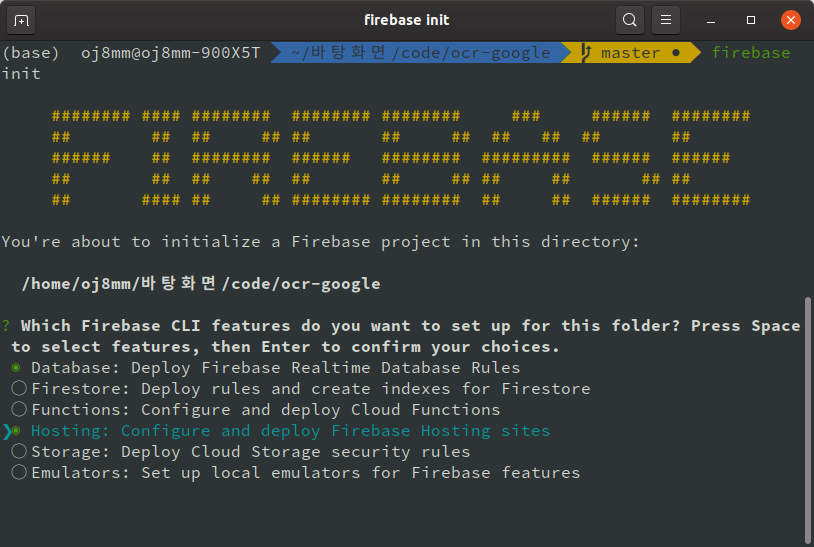 firebase init
(base) oj8mm@oj8mm-900X5T ~/바탕화면/code/ocr-google master ● firebase
init
######## #### ######## ######## ######## ### ###### ########
## ## ## ## ## ## ## ## ## ## ##
###### ## ######## ###### ######## ######### ###### ######
## ## ## ## ## ## ## ## ## ## ##
## #### ## ## ######## ######## ## ## ###### ########
You're about to initialize a Firebase project in this directory:
/home/oj8mm/바탕화면/code/ocr-google
? Which Firebase CLI features do you want to set up for this folder? Press Space
to select features, then Enter to confirm your choices.
◉ Database: Deploy Firebase Realtime Database Rules
◯ Firestore: Deploy rules and create indexes for Firestore
◯ Functions: Configure and deploy Cloud Functions
❯◉ Hosting: Configure and deploy Firebase Hosting sites
◯ Storage: Deploy Cloud Storage security rules
◯ Emulators: Set up local emulators for Firebase features